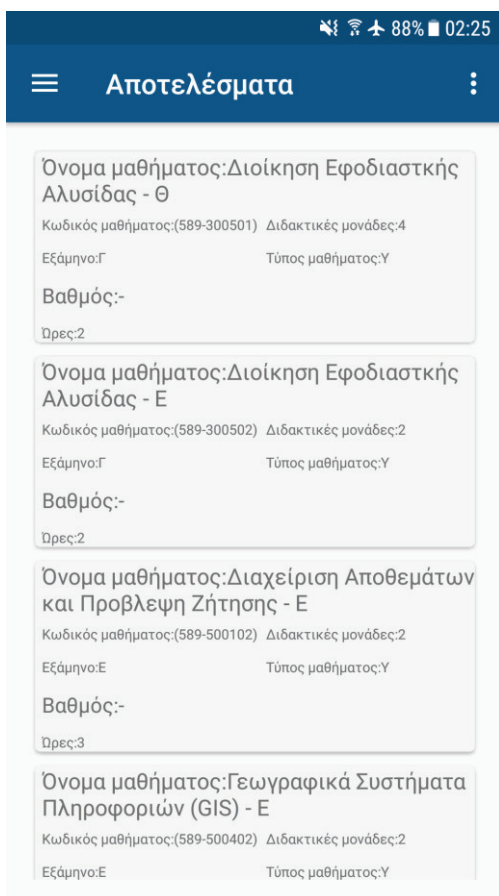 88% 02:25
Αποτελέσματα
Όνομα μαθήματος:Διοίκηση Εφοδιαστκής
Αλυσίδας - Θ
Κωδικός μαθήματος:(589-300501) Διδακτικές μονάδες:4
Εξάμηνο:Γ Τύπος μαθήματος:Υ
Βαθμός:-
Ώρες:2
Όνομα μαθήματος:Διοίκηση Εφοδιαστκής
Αλυσίδας - Ε
Κωδικός μαθήματος:(589-300502) Διδακτικές μονάδες:2
Εξάμηνο:Γ Τύπος μαθήματος:Υ
Βαθμός:-
Ώρες:2
Όνομα μαθήματος:Διαχείριση Αποθεμάτων
και Προβλεψη Ζήτησης - Ε
Κωδικός μαθήματος:(589-500102) Διδακτικές μονάδες:2
Εξάμηνο:Ε Τύπος μαθήματος:Υ
Βαθμός:-
Ώρες:3
Όνομα μαθήματος:Γεωγραφικά Συστήματα
Πληροφοριών (GIS) - Ε
Κωδικός μαθήματος:(589-500402) Διδακτικές μονάδες:2
Εξάμηνο:Ε Τύπος μαθήματος:Υ